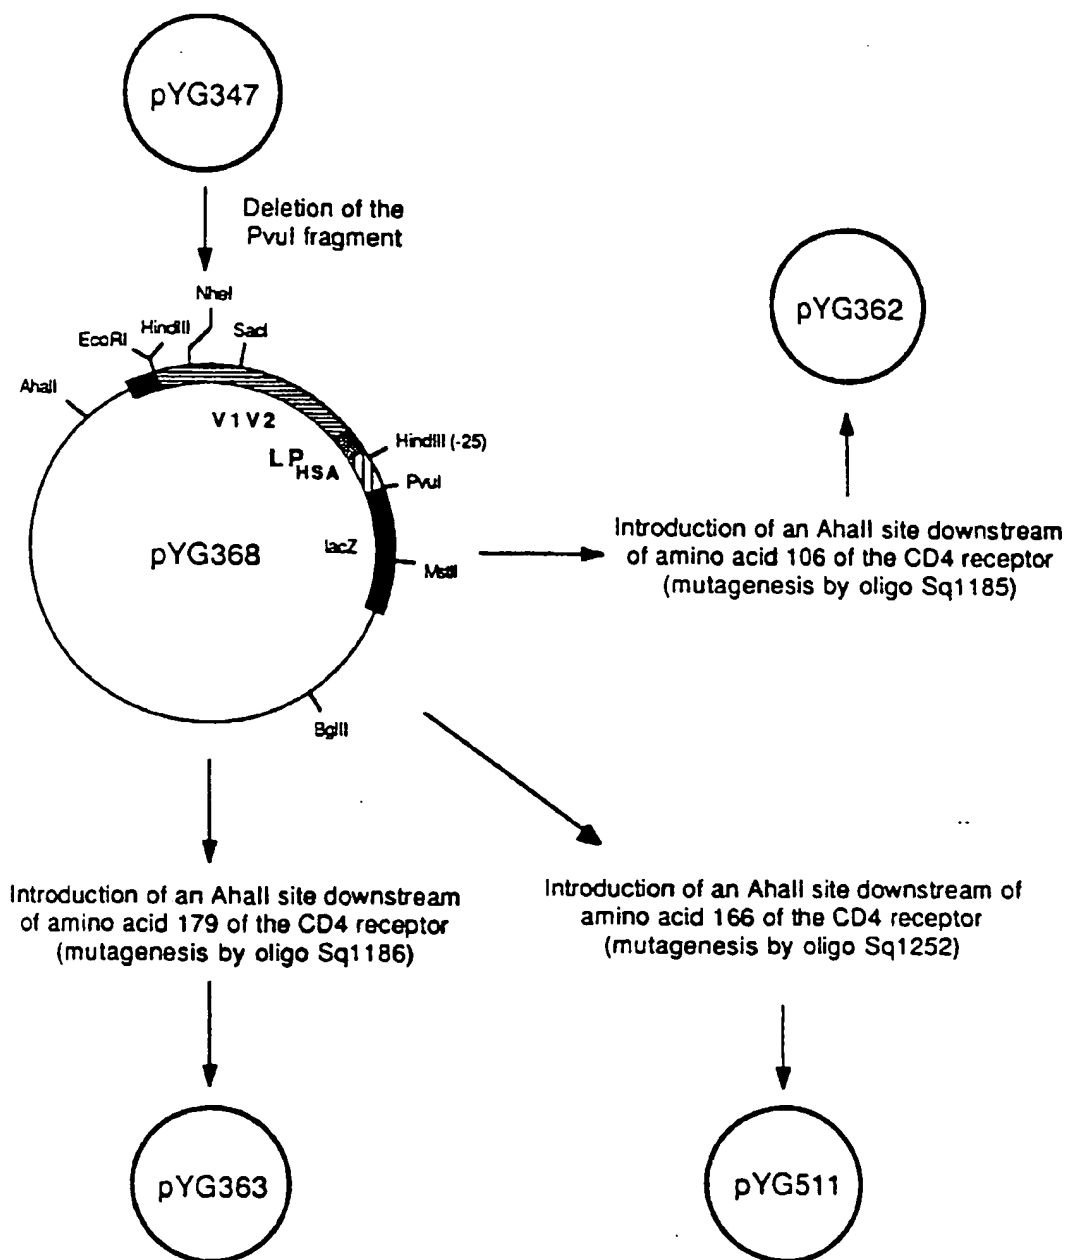 pYG347
Deletion of the
PvuI fragment
NheI
EcoRI
HindIII
SacI
AhaII
V1V2
HindIII (-25)
LP HSA
PvuI
pYG368
lacZ
MstII
BglII
pYG362
Introduction of an AhaII site downstream
of amino acid 106 of the CD4 receptor
(mutagenesis by oligo Sq1185)
Introduction of an AhaII site downstream
of amino acid 179 of the CD4 receptor
(mutagenesis by oligo Sq1186)
Introduction of an AhaII site downstream of
amino acid 166 of the CD4 receptor
(mutagenesis by oligo Sq1252)
pYG363
pYG511